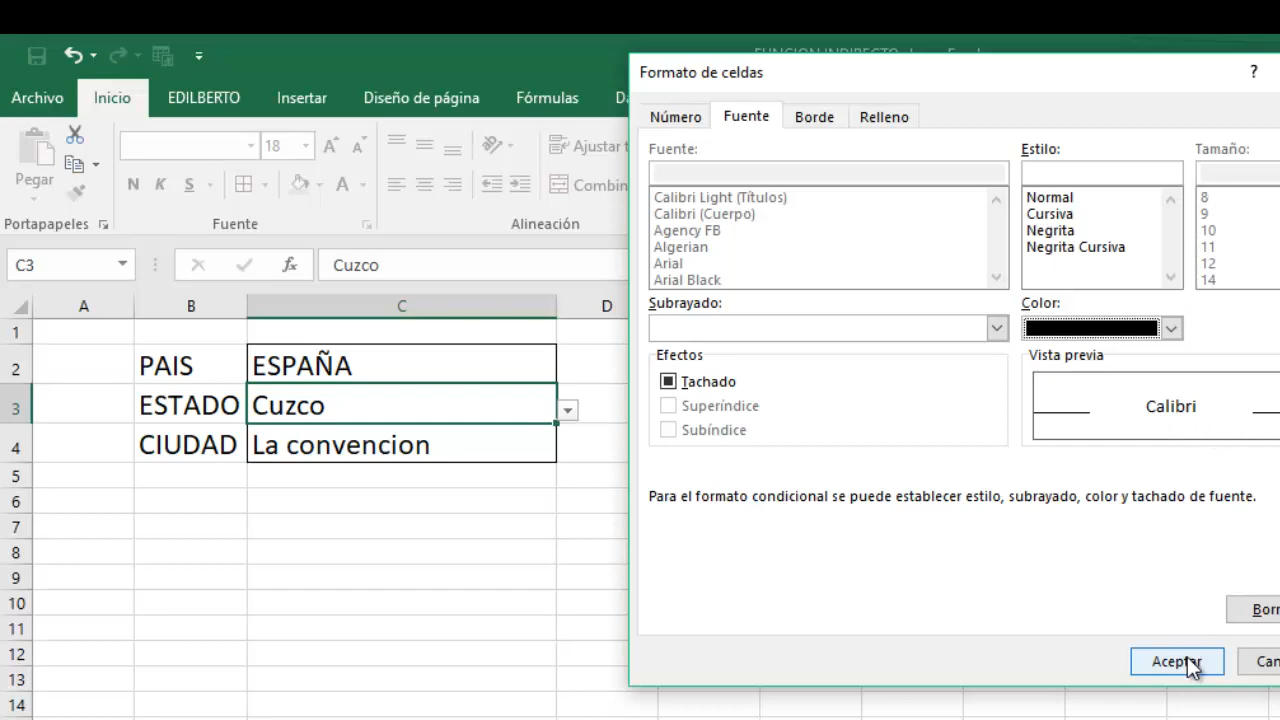 Formato de celdas
?
Archivo Inicio EDILBERTO Insertar Diseño de página Fórmulas
Número Fuente Borde Relleno
Pegar
18
Ajustar
N K S
Combin
Portapapeles Fuente Alineación
Fuente: Estilo: Tamaño:
Calibri Light (Títulos)
Calibri (Cuerpo)
Agency FB
Algerian
Arial
Arial Black
Normal
Cursiva
Negrita
Negrita Cursiva
8
9
10
11
12
14
C3 fx Cuzco
Subrayado: Color:
Efectos Vista previa
Tachado
Superíndice
Subíndice
Calibri
Para el formato condicional se puede establecer estilo, subrayado, color y tachado de fuente.
Borr
Aceptar Can
A B C D
1
2 PAIS ESPAÑA
3 ESTADO Cuzco
4 CIUDAD La convencion
5
6
7
8
9
10
11
12
13
14